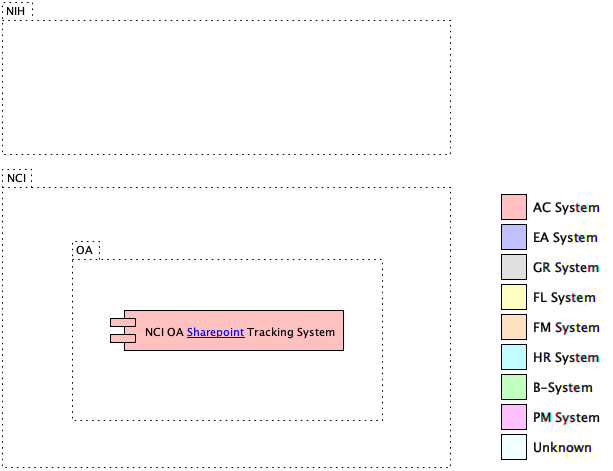 NIH
NCI
OA
NCI OA Sharepoint Tracking System
AC System
EA System
GR System
FL System
FM System
HR System
B-System
PM System
Unknown